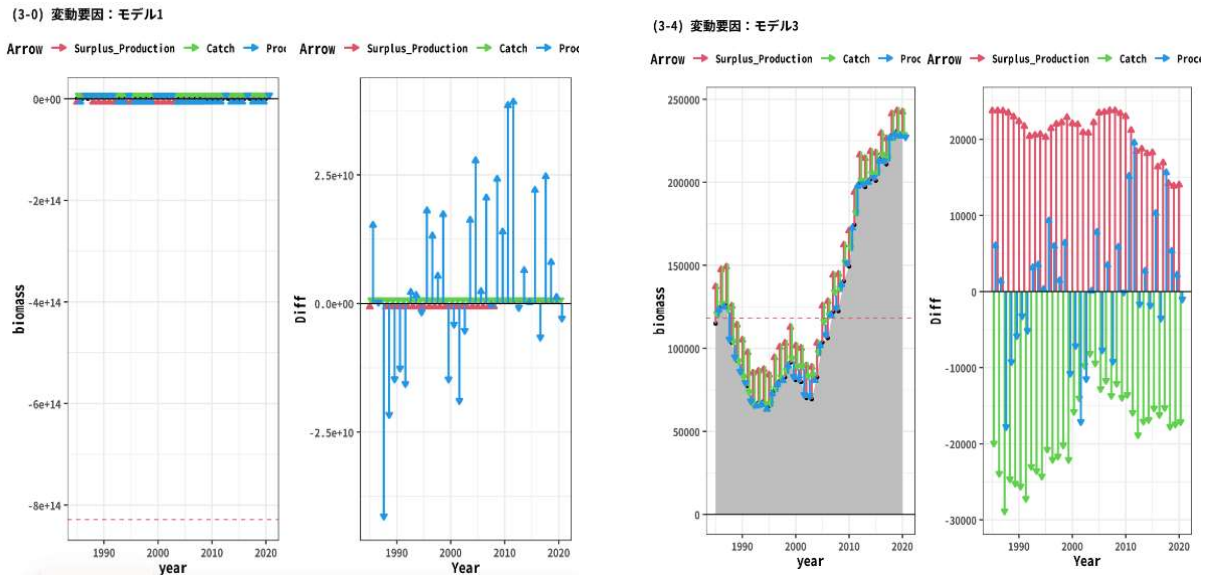 (3-0) 変動要因：モデル1
Arrow Surplus_Production Catch Proc Arrow Surplus_Production Catch Proc
0e+00
-2e+14
-4e+14
-6e+14
-8e+14
biomass
1990 2000 2010 2020
year
2.5e+10
0.0e+00
-2.5e+10
Diff
1990 2000 2010 2020
Year
(3-4) 変動要因：モデル3
Arrow Surplus_Production Catch Proc Arrow Surplus_Production Catch Proce
250000
200000
150000
100000
50000
0
biomass
1990 2000 2010 2020
year
20000
10000
0
-10000
-20000
-30000
Diff
1990 2000 2010 2020
Year